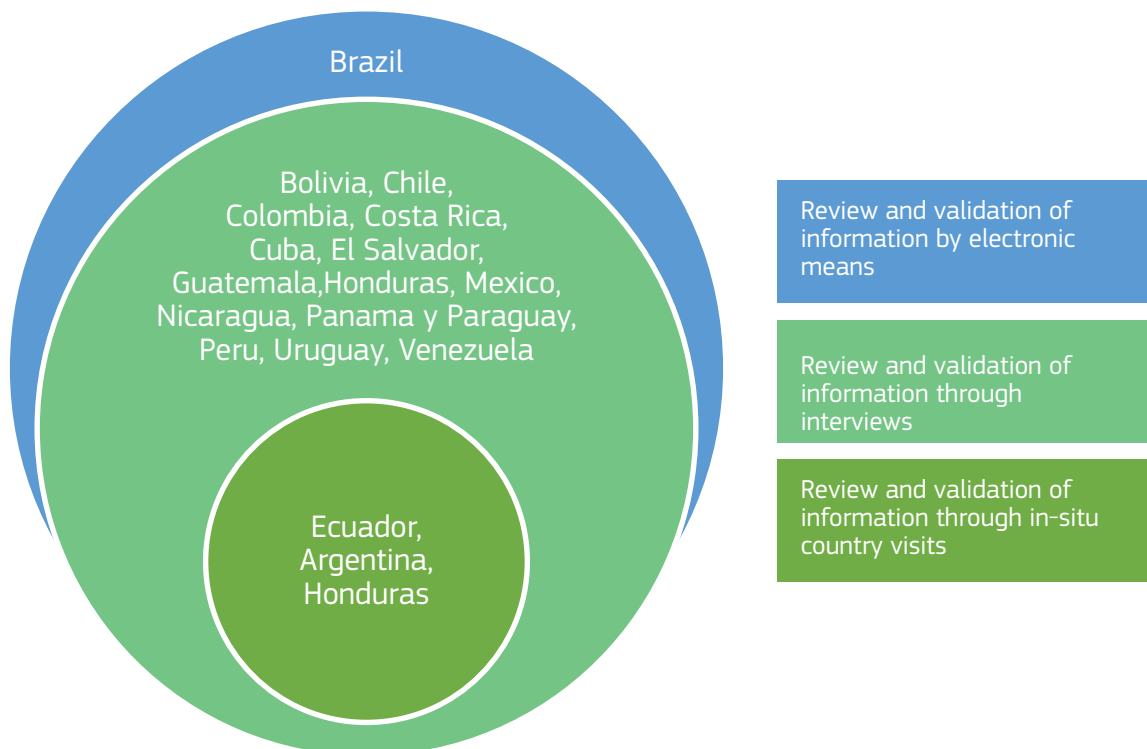 Brazil
Bolivia, Chile,
Colombia, Costa Rica,
Cuba, El Salvador,
Guatemala,Honduras, Mexico,
Nicaragua, Panama y Paraguay,
Peru, Uruguay, Venezuela
Ecuador,
Argentina,
Honduras
Review and validation of
information by electronic
means
Review and validation of
information through
interviews
Review and validation of
information through in-situ
country visits